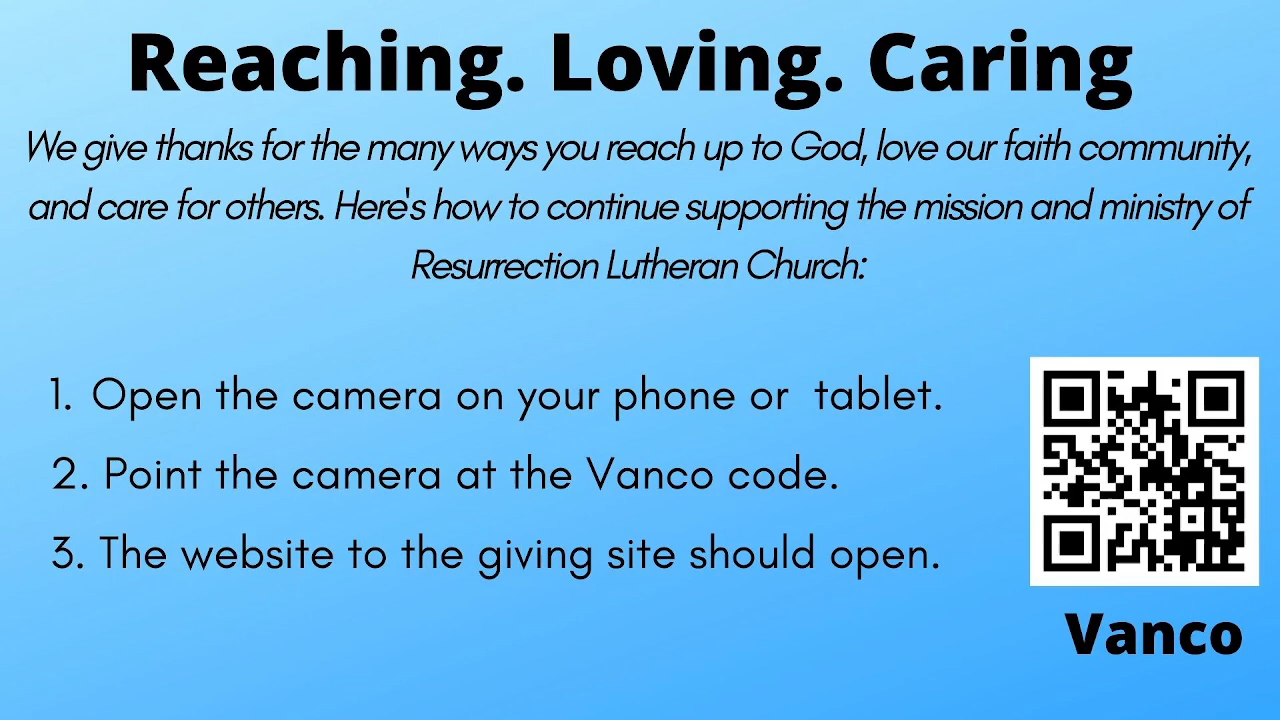 Reaching. Loving. Caring
We give thanks for the many ways you reach up to God, love our faith community,
and care for others. Here's how to continue supporting the mission and ministry of
Resurrection Lutheran Church:
1. Open the camera on your phone or  tablet.
2. Point the camera at the Vanco code.
3. The website to the giving site should open.
Vanco